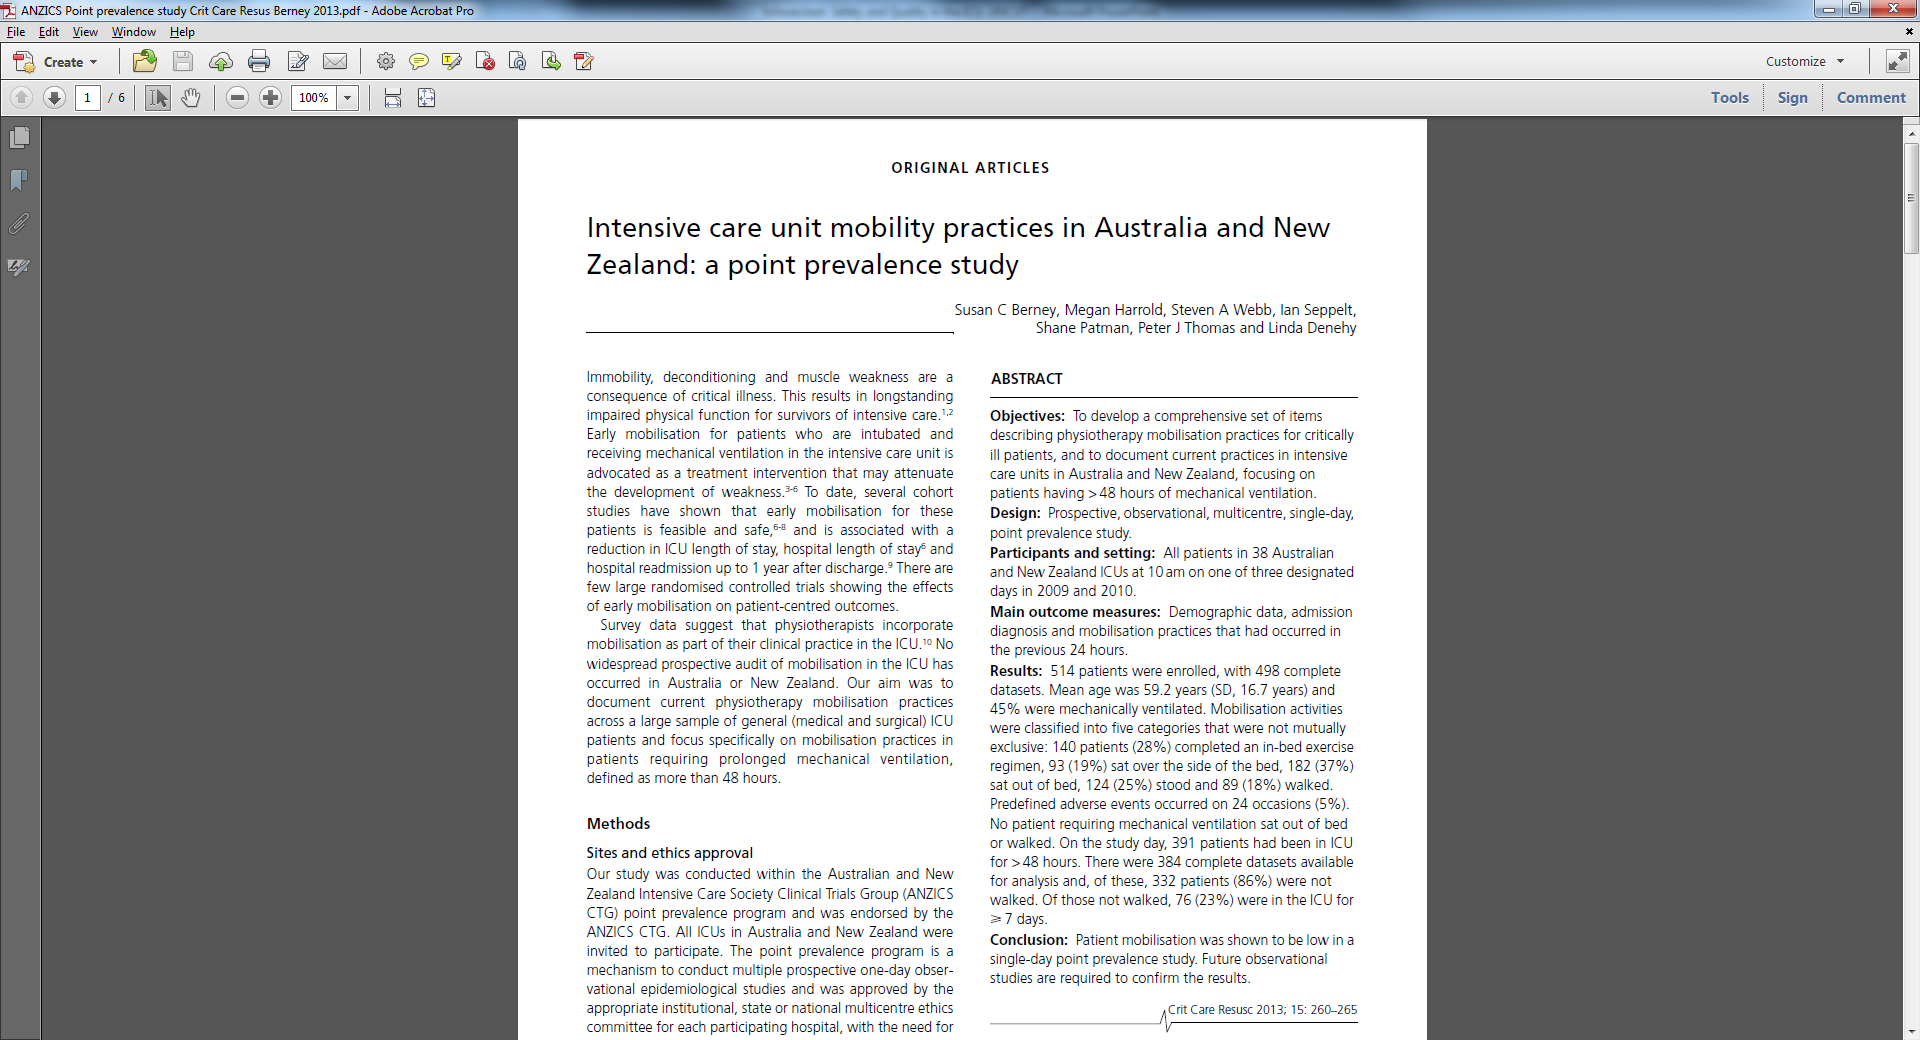 ANZICS Point prevalence study Crit Care Resus Berney 2013.pdf - Adobe Acrobat Pro
File Edit View Window Help
Create
Customize
1 / 6
100%
Tools Sign Comment
ORIGINAL ARTICLES
Intensive care unit mobility practices in Australia and New
Zealand: a point prevalence study
Susan C Berney, Megan Harrold, Steven A Webb, Ian Seppelt,
Shane Patman, Peter J Thomas and Linda Denehy
Immobility, deconditioning and muscle weakness are a
consequence of critical illness. This results in longstanding
impaired physical function for survivors of intensive care.1,2
Early mobilisation for patients who are intubated and
receiving mechanical ventilation in the intensive care unit is
advocated as a treatment intervention that may attenuate
the development of weakness.3-6 To date, several cohort
studies have shown that early mobilisation for these
patients is feasible and safe,6-8 and is associated with a
reduction in ICU length of stay, hospital length of stay6 and
hospital readmission up to 1 year after discharge.9 There are
few large randomised controlled trials showing the effects
of early mobilisation on patient-centred outcomes.
Survey data suggest that physiotherapists incorporate
mobilisation as part of their clinical practice in the ICU.10 No
widespread prospective audit of mobilisation in the ICU has
occurred in Australia or New Zealand. Our aim was to
document current physiotherapy mobilisation practices
across a large sample of general (medical and surgical) ICU
patients and focus specifically on mobilisation practices in
patients requiring prolonged mechanical ventilation,
defined as more than 48 hours.
Methods
Sites and ethics approval
Our study was conducted within the Australian and New
Zealand Intensive Care Society Clinical Trials Group (ANZICS
CTG) point prevalence program and was endorsed by the
ANZICS CTG. All ICUs in Australia and New Zealand were
invited to participate. The point prevalence program is a
mechanism to conduct multiple prospective one-day obser-
vational epidemiological studies and was approved by the
appropriate institutional, state or national multicentre ethics
committee for each participating hospital, with the need for
ABSTRACT
Objectives: To develop a comprehensive set of items
describing physiotherapy mobilisation practices for critically
ill patients, and to document current practices in intensive
care units in Australia and New Zealand, focusing on
patients having >48 hours of mechanical ventilation.
Design: Prospective, observational, multicentre, single-day,
point prevalence study.
Participants and setting: All patients in 38 Australian
and New Zealand ICUs at 10 am on one of three designated
days in 2009 and 2010.
Main outcome measures: Demographic data, admission
diagnosis and mobilisation practices that had occurred in
the previous 24 hours.
Results: 514 patients were enrolled, with 498 complete
datasets. Mean age was 59.2 years (SD, 16.7 years) and
45% were mechanically ventilated. Mobilisation activities
were classified into five categories that were not mutually
exclusive: 140 patients (28%) completed an in-bed exercise
regimen, 93 (19%) sat over the side of the bed, 182 (37%)
sat out of bed, 124 (25%) stood and 89 (18%) walked.
Predefined adverse events occurred on 24 occasions (5%).
No patient requiring mechanical ventilation sat out of bed
or walked. On the study day, 391 patients had been in ICU
for >48 hours. There were 384 complete datasets available
for analysis and, of these, 332 patients (86%) were not
walked. Of those not walked, 76 (23%) were in the ICU for
⩾7 days.
Conclusion: Patient mobilisation was shown to be low in a
single-day point prevalence study. Future observational
studies are required to confirm the results.
Crit Care Resusc 2013; 15: 260–265